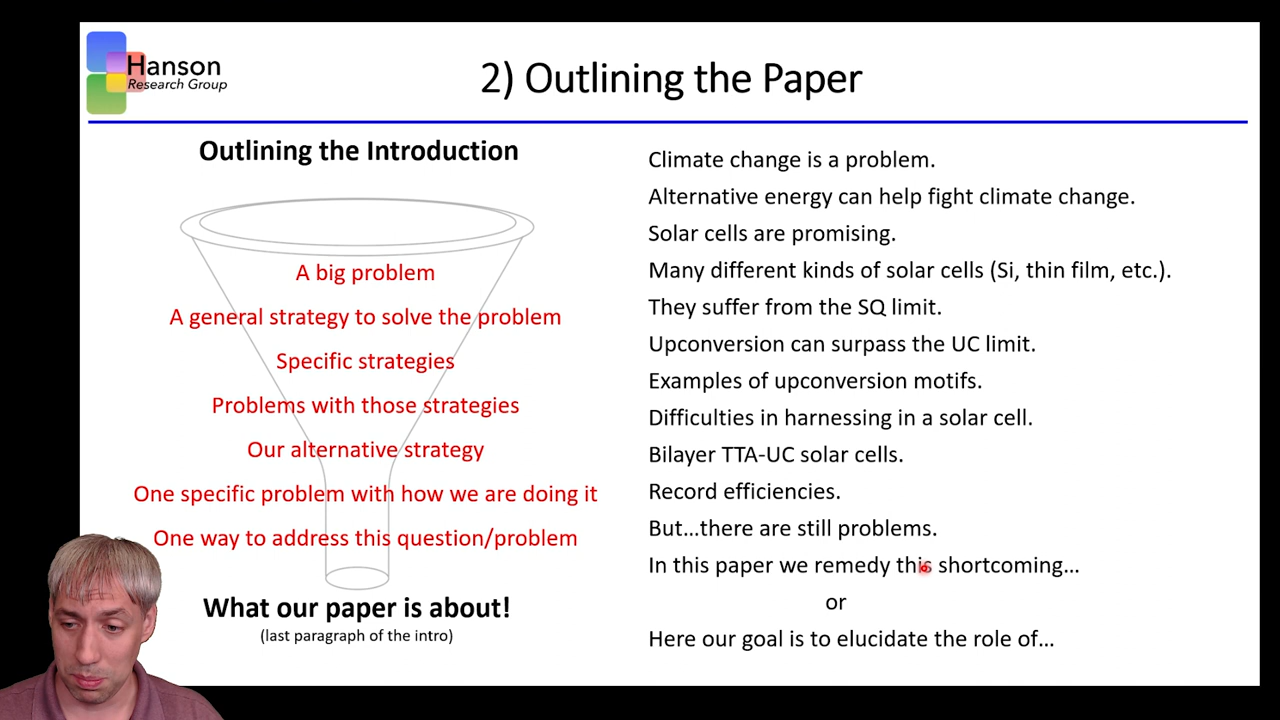 Hanson
Research Group
2) Outlining the Paper
Outlining the Introduction
A big problem
A general strategy to solve the problem
Specific strategies
Problems with those strategies
Our alternative strategy
One specific problem with how we are doing it
One way to address this question/problem
What our paper is about!
(last paragraph of the intro)
Climate change is a problem.
Alternative energy can help fight climate change.
Solar cells are promising.
Many different kinds of solar cells (Si, thin film, etc.).
They suffer from the SQ limit.
Upconversion can surpass the UC limit.
Examples of upconversion motifs.
Difficulties in harnessing in a solar cell.
Bilayer TTA-UC solar cells.
Record efficiencies.
But...there are still problems.
In this paper we remedy this shortcoming...
or
Here our goal is to elucidate the role of...